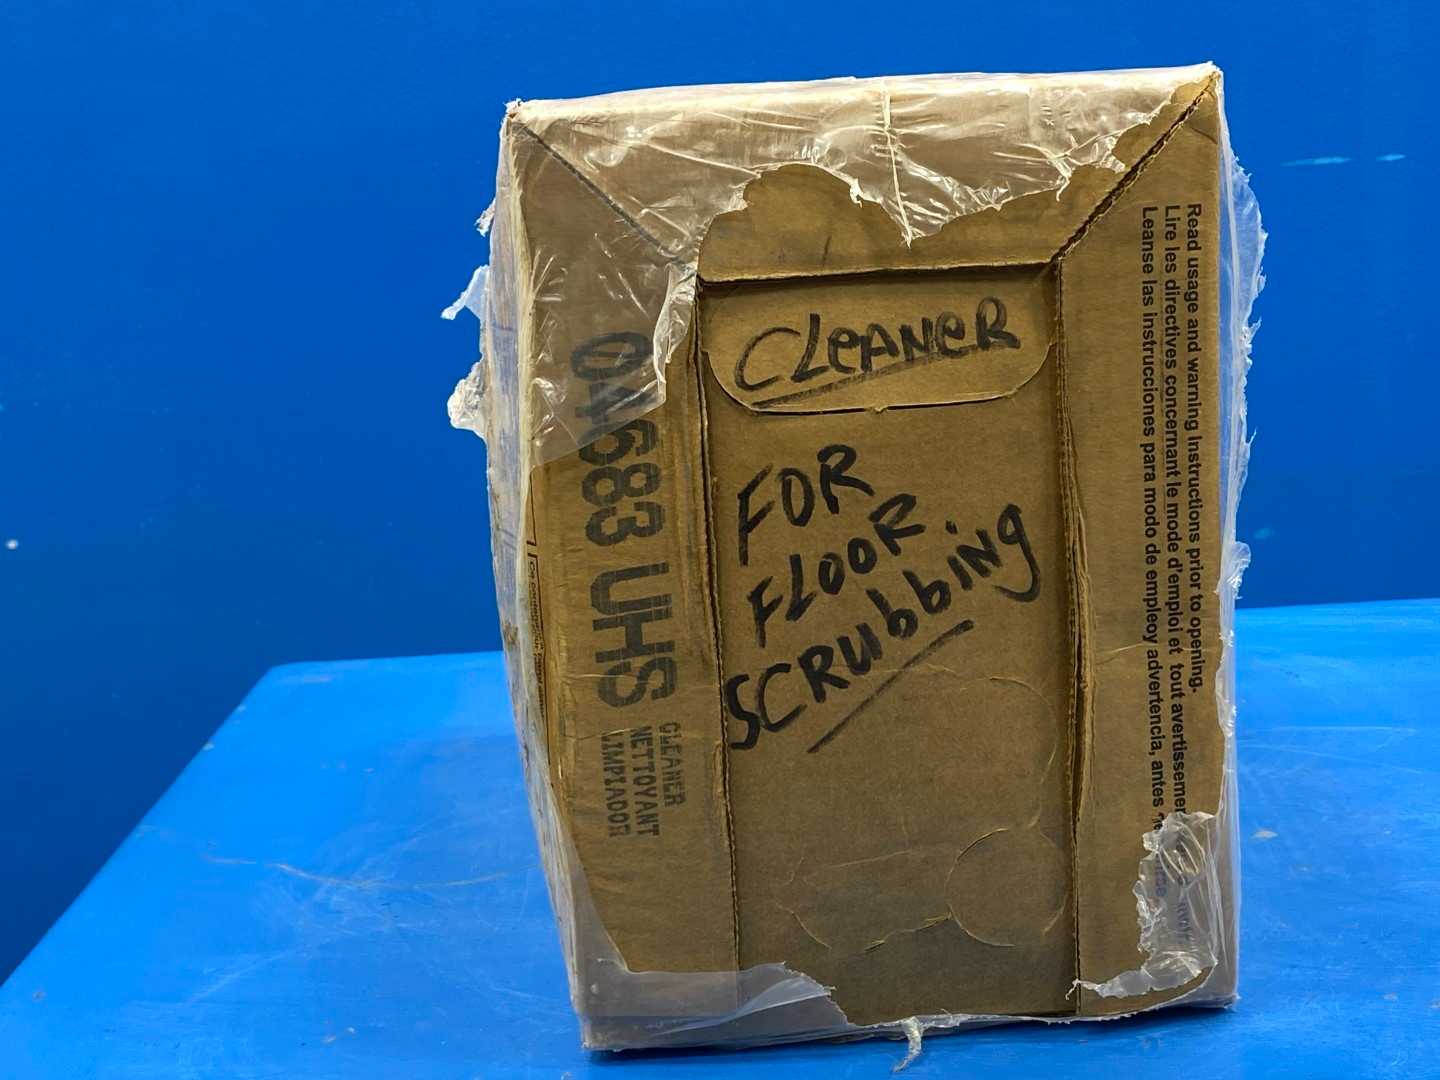 CLEANER
FOR
FLOOR
SCRubbing
04683 UHS
CLEANER
NETTOYANT
LIMPIADOR
Read usage and warning instructions prior to opening.
Lire les directives concernant le mode d'emploi et tout avertissement
Leanse las instrucciones para modo de empleoy advertencia, antes